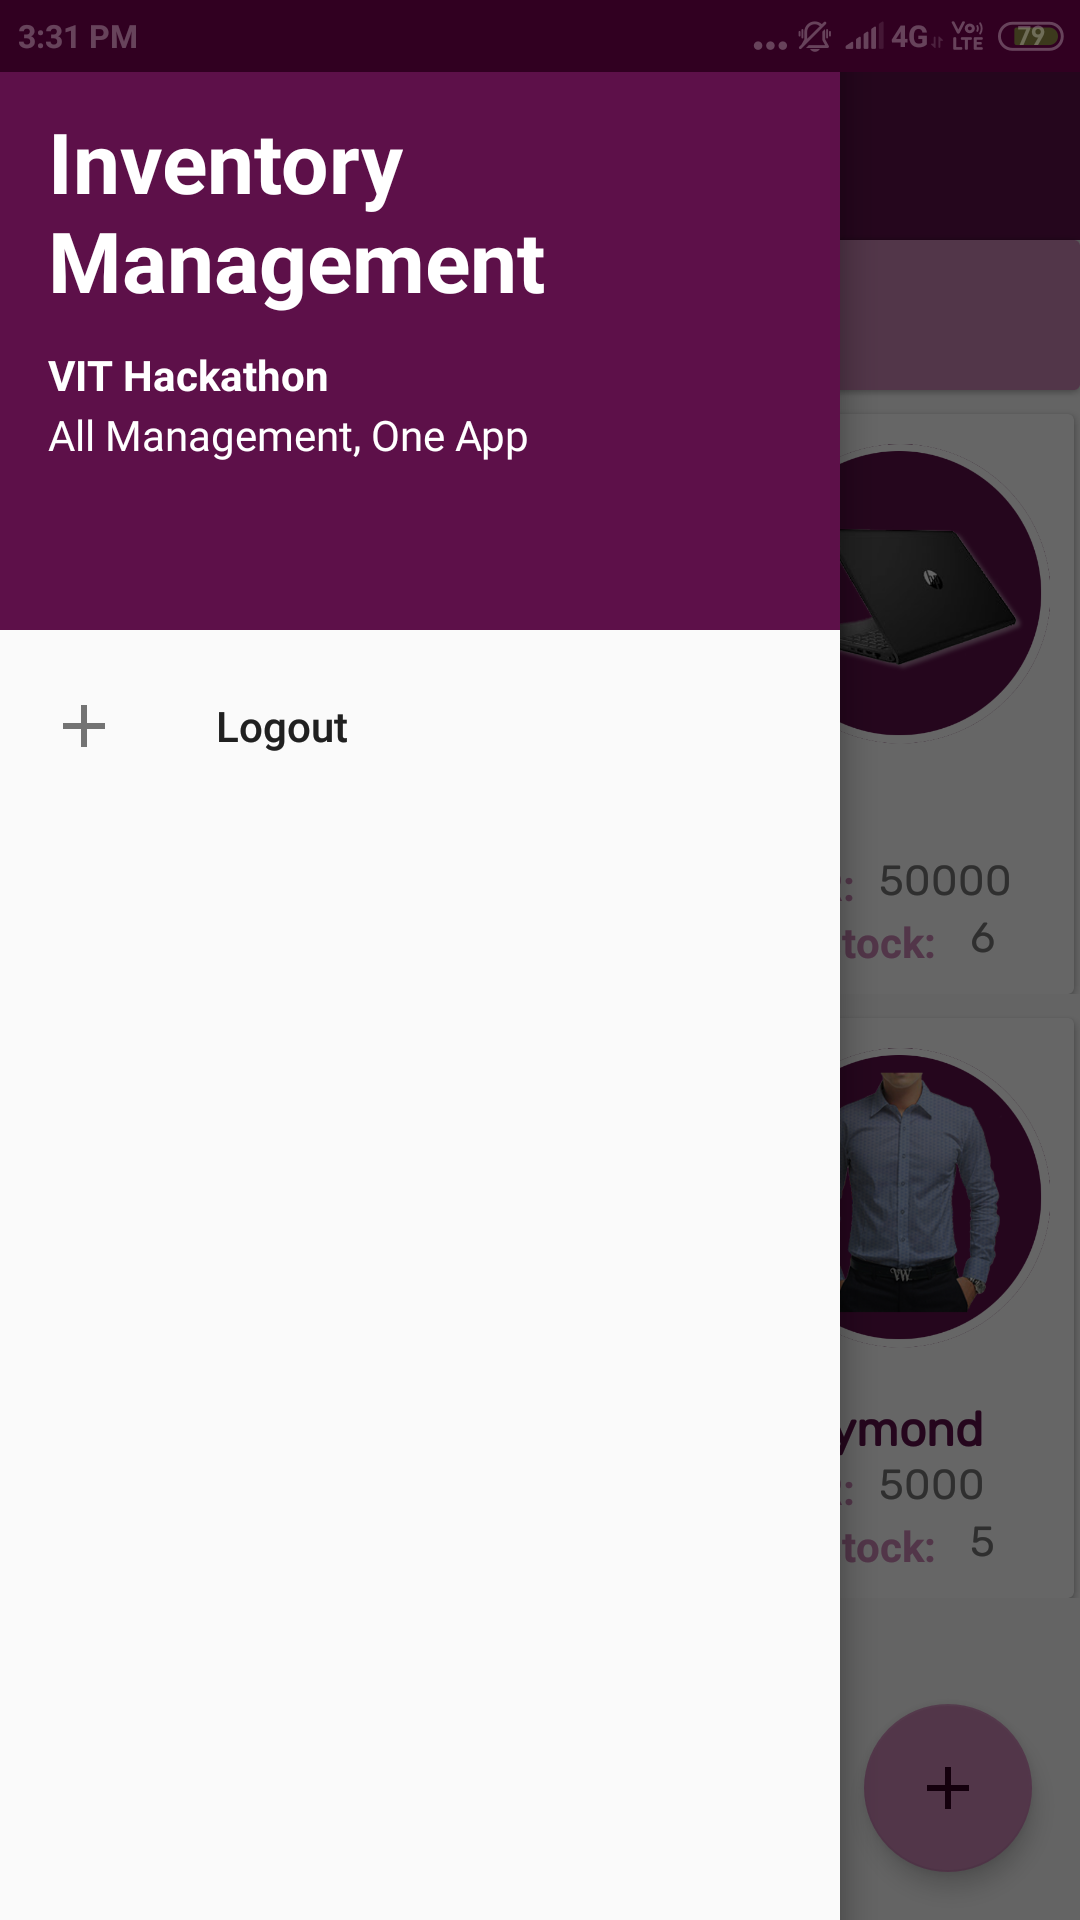 3:31 PM
4G
Vo))
LTE
79
Inventory
Management
VIT Hackathon
All Management, One App
Logout
: 50000
tock: 6
ymond
: 5000
tock: 5